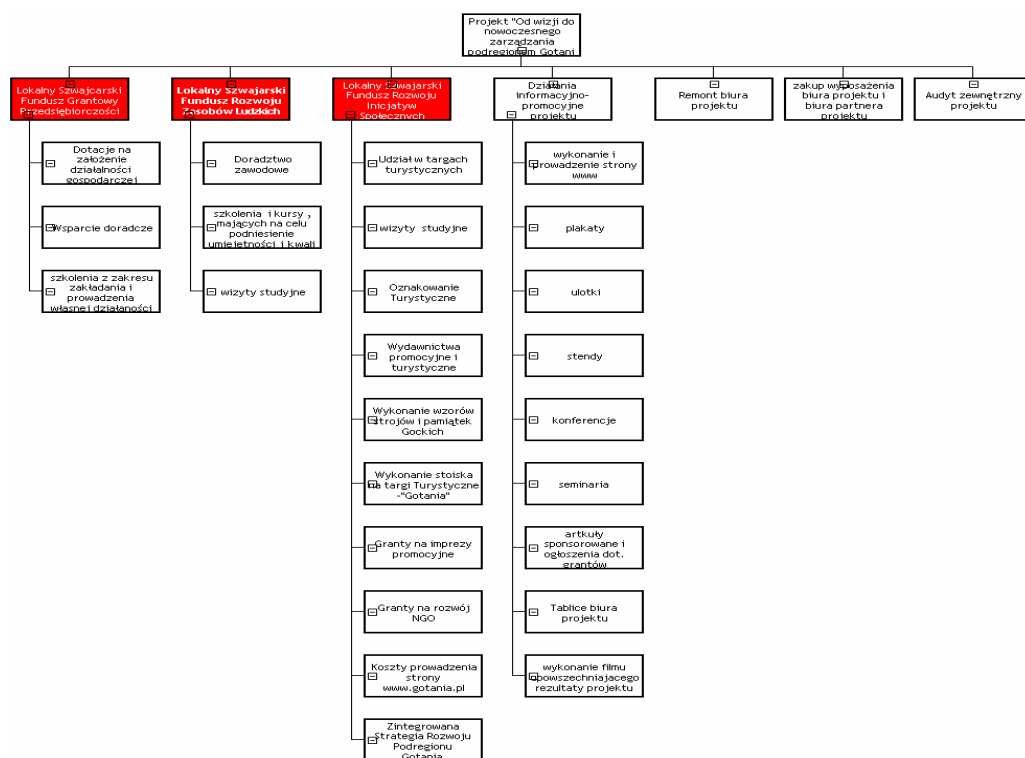 Projekt "Od wizji do
nowoczesnego
zarządzania
podregionem Gotani
Lokalny Szwajcarski
Fundusz Grantowy
Przedsiębiorczości
Lokalny Szwajarski
Fundusz Rozwoju
Zasobów Ludzkich
Lokalny Szwajcarski
Fundusz Rozwoju
Inicjatyw
Społecznych
Działania
informacyjno-
promocyjne
projektu
Remont biura
projektu
zakup wyposażenia
biura projektu i
biura partnera
projektu
Audyt zewnętrzny
projektu
Dotacje na
założenie
działalności
gospodarczej
Wsparcie doradcze
szkolenia z zakresu
zakładania i
prowadzenia
własnej działaności
Doradztwo
zawodowe
szkolenia i kursy ,
mających na celu
podniesienie
umiejętności i kwali
wizyty studyjne
Udział w targach
turystycznych
wizyty studyjne
Oznakowanie
Turystyczne
Wydawnictwa
promocyjne i
turystyczne
Wykonanie wzorów
strojów i pamiątek
Gockich
Wykonanie stoiska
na targi Turystyczne
-"Gotania"
Granty na imprezy
promocyjne
Granty na rozwój
NGO
Koszty prowadzenia
strony
www.gotania.pl
Zintegrowana
Strategia Rozwoju
Podregionu
Gotania
wykonanie i
prowadzenie strony
www
plakaty
ulotki
stendy
konferencje
seminaria
artkuły
sponsorowane i
ogłoszenia dot.
grantów
Tablice biura
projektu
wykonanie filmu
upowszechniajacego
rezultaty projektu